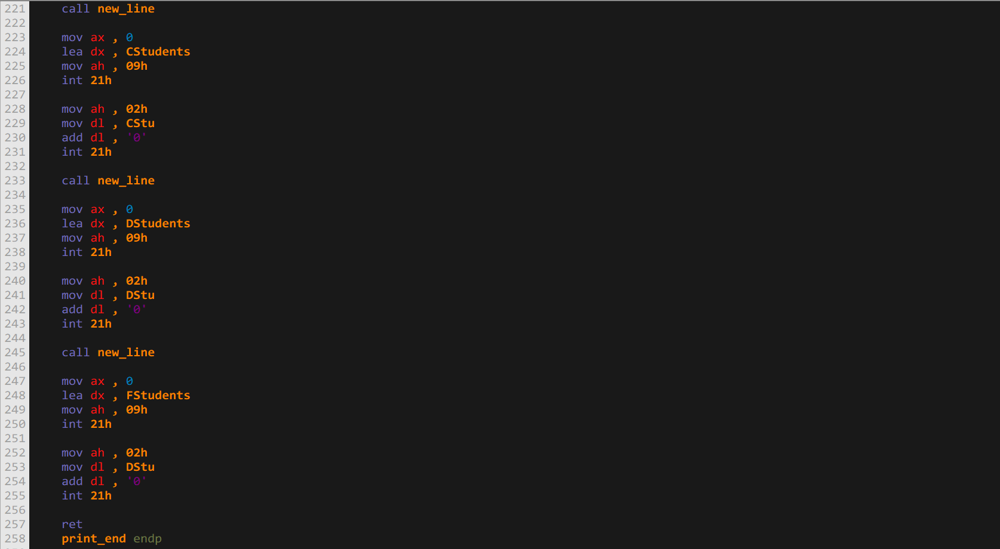 221 call new_line
222
223 mov ax , 0
224 lea dx , CStudents
225 mov ah , 09h
226 int 21h
227
228 mov ah , 02h
229 mov dl , CStu
230 add dl , '0'
231 int 21h
232
233 call new_line
234
235 mov ax , 0
236 lea dx , DStudents
237 mov ah , 09h
238 int 21h
239
240 mov ah , 02h
241 mov dl , DStu
242 add dl , '0'
243 int 21h
244
245 call new_line
246
247 mov ax , 0
248 lea dx , FStudents
249 mov ah , 09h
250 int 21h
251
252 mov ah , 02h
253 mov dl , DStu
254 add dl , '0'
255 int 21h
256
257 ret
258 print_end endp